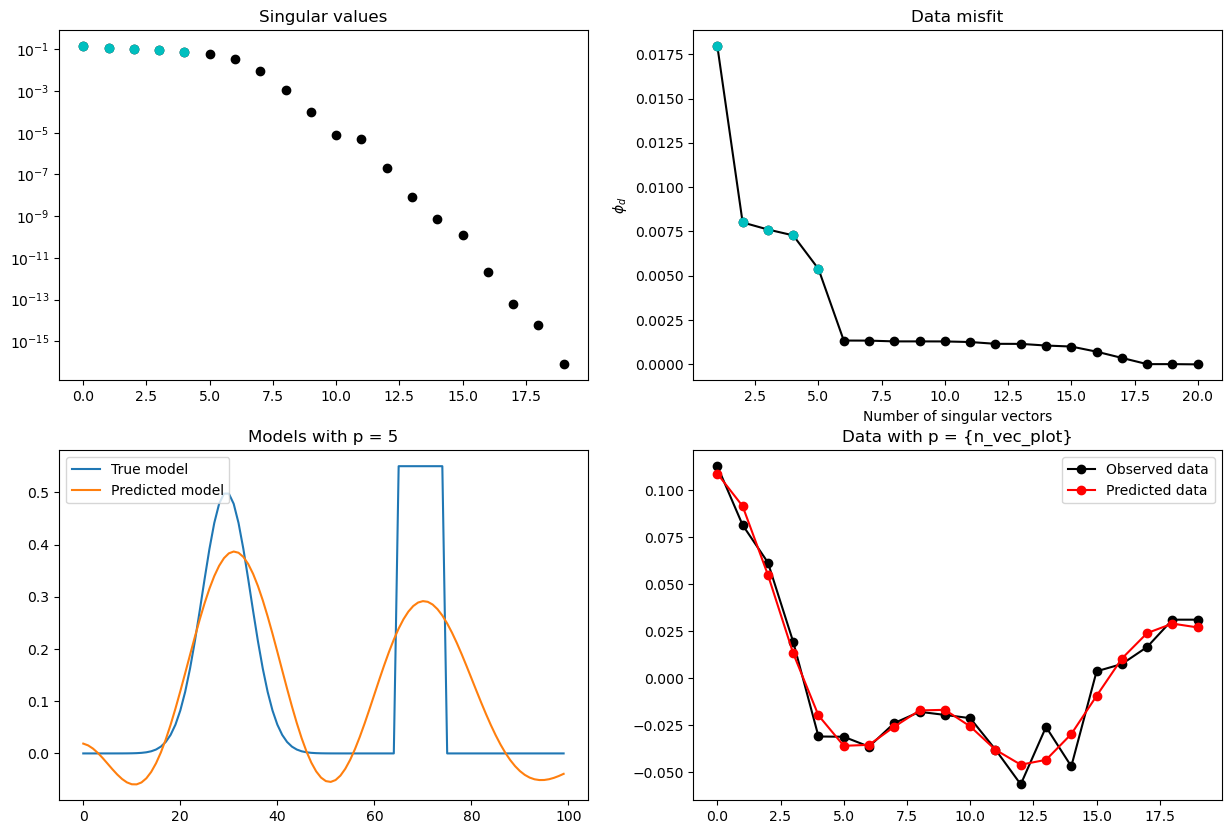 Singular values
10⁻¹
10⁻³
10⁻⁵
10⁻⁷
10⁻⁹
10⁻¹¹
10⁻¹³
10⁻¹⁵
0.0 2.5 5.0 7.5 10.0 12.5 15.0 17.5
Data misfit
ϕ_d
0.0175
0.0150
0.0125
0.0100
0.0075
0.0050
0.0025
0.0000
2.5 5.0 7.5 10.0 12.5 15.0 17.5 20.0
Number of singular vectors
Models with p = 5
True model
Predicted model
0.5
0.4
0.3
0.2
0.1
0.0
0 20 40 60 80 100
Data with p = {n_vec_plot}
Observed data
Predicted data
0.100
0.075
0.050
0.025
0.000
−0.025
−0.050
0.0 2.5 5.0 7.5 10.0 12.5 15.0 17.5